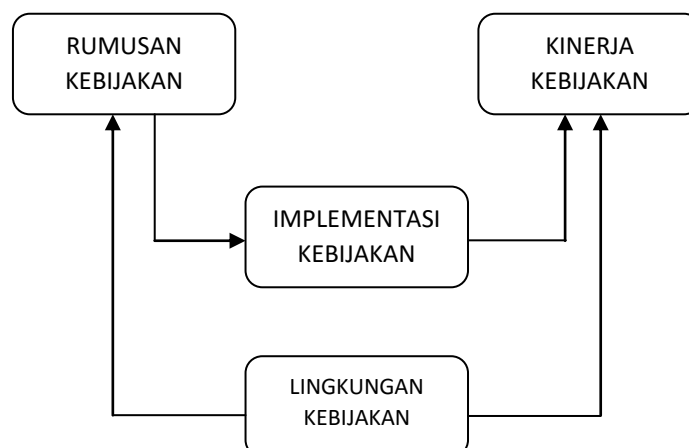 RUMUSAN
KEBIJAKAN
KINERJA
KEBIJAKAN
IMPLEMENTASI
KEBIJAKAN
LINGKUNGAN
KEBIJAKAN